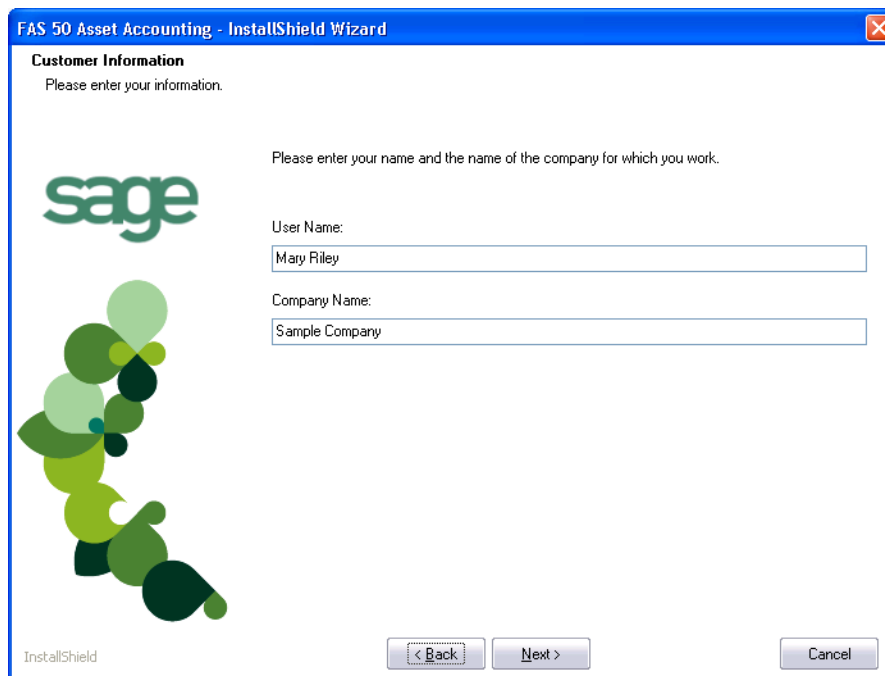 FAS 50 Asset Accounting - InstallShield Wizard
Customer Information
Please enter your information.
Please enter your name and the name of the company for which you work.
sage
User Name:
Mary Riley
Company Name:
Sample Company
InstallShield
< Back
Next >
Cancel